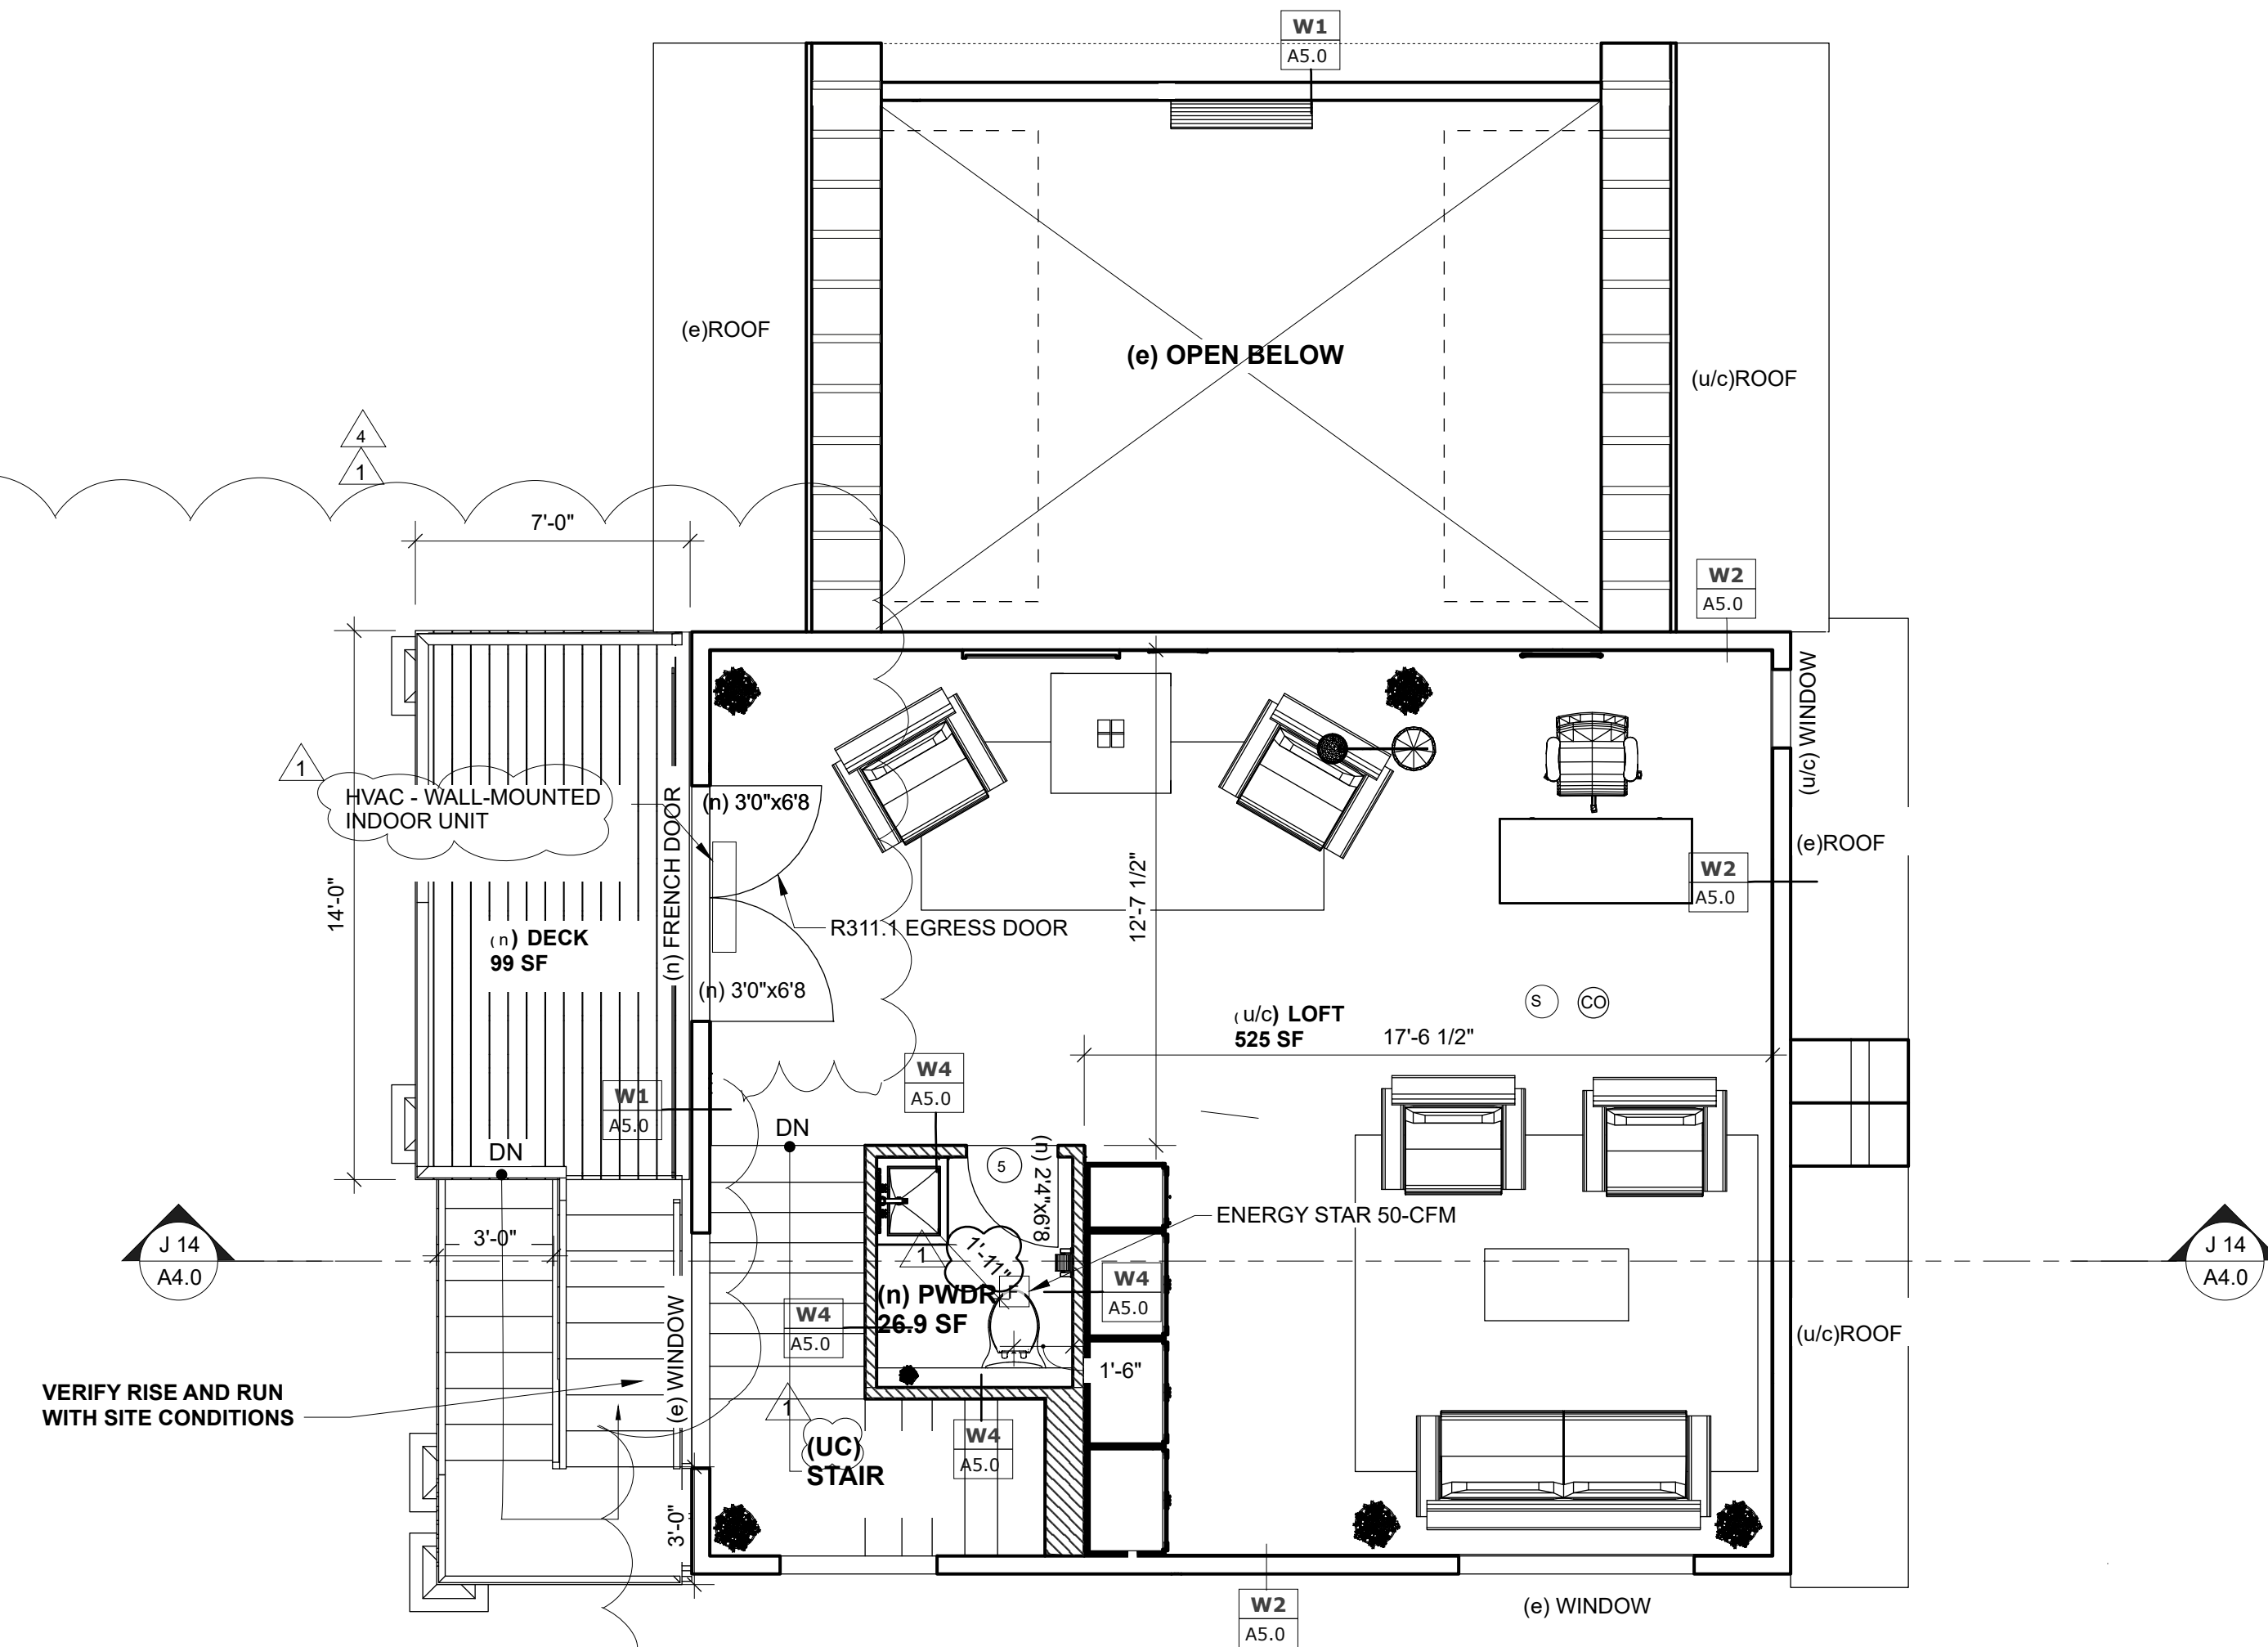 W1
A5.0
(e)ROOF
(e) OPEN BELOW
(u/c)ROOF
4
1
7'-0"
W2
A5.0
(u/c) WINDOW
1
HVAC - WALL-MOUNTED
INDOOR UNIT
(n) FRENCH DOOR
(n) 3'0"x6'8
14'-0"
12'-7 1/2"
(e)ROOF
W2
A5.0
R311.1 EGRESS DOOR
(n) DECK
99 SF
(n) 3'0"x6'8
S
CO
(u/c) LOFT
525 SF
17'-6 1/2"
W4
A5.0
W1
A5.0
DN
DN
5
(n) 2'4"x6'8
ENERGY STAR 50-CFM
J 14
A4.0
3'-0"
1
1'-11"
J 14
A4.0
(n) PWDR
26.9 SF
F
W4
A5.0
W4
A5.0
(e) WINDOW
(u/c)ROOF
1'-6"
VERIFY RISE AND RUN
WITH SITE CONDITIONS
1
(UC)
STAIR
W4
A5.0
3'-0"
W2
A5.0
(e) WINDOW